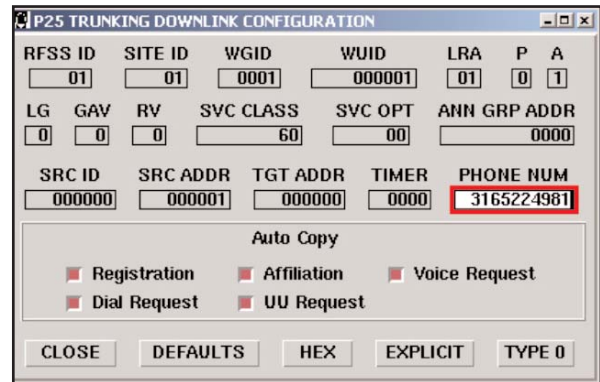 P25 TRUNKING DOWNLINK CONFIGURATION
RFSS ID SITE ID WGID WUID LRA P A
01 01 0001 000001 01 0 1
LG GAV RV SVC CLASS SVC OPT ANN GRP ADDR
0 0 0 60 00 0000
SRC ID SRC ADDR TGT ADDR TIMER PHONE NUM
000000 000001 000000 0000 3165224981
Auto Copy
Registration Affiliation Voice Request
Dial Request UU Request
CLOSE DEFAULTS HEX EXPLICIT TYPE 0